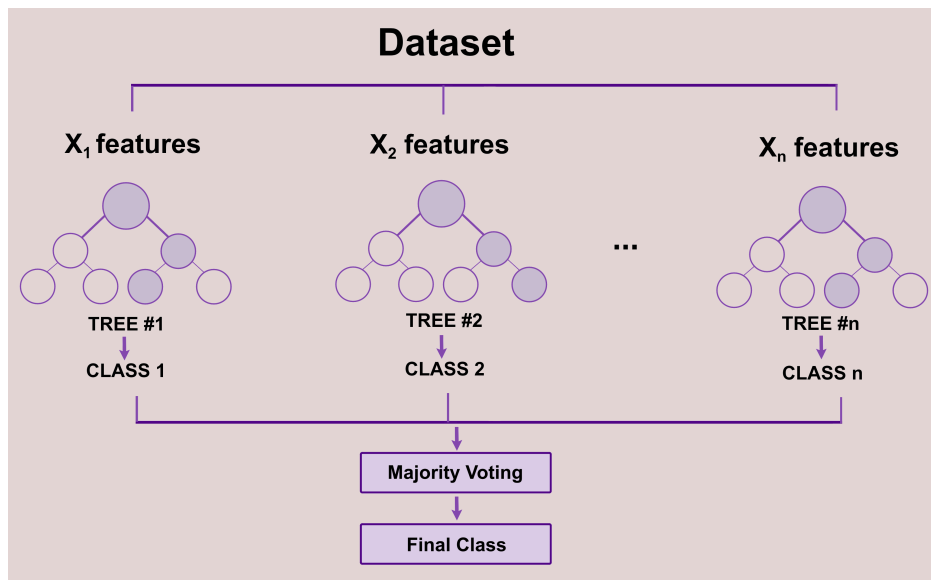 Dataset
X₁ features
X₂ features
Xₙ features
...
TREE #1
TREE #2
TREE #n
CLASS 1
CLASS 2
CLASS n
Majority Voting
Final Class